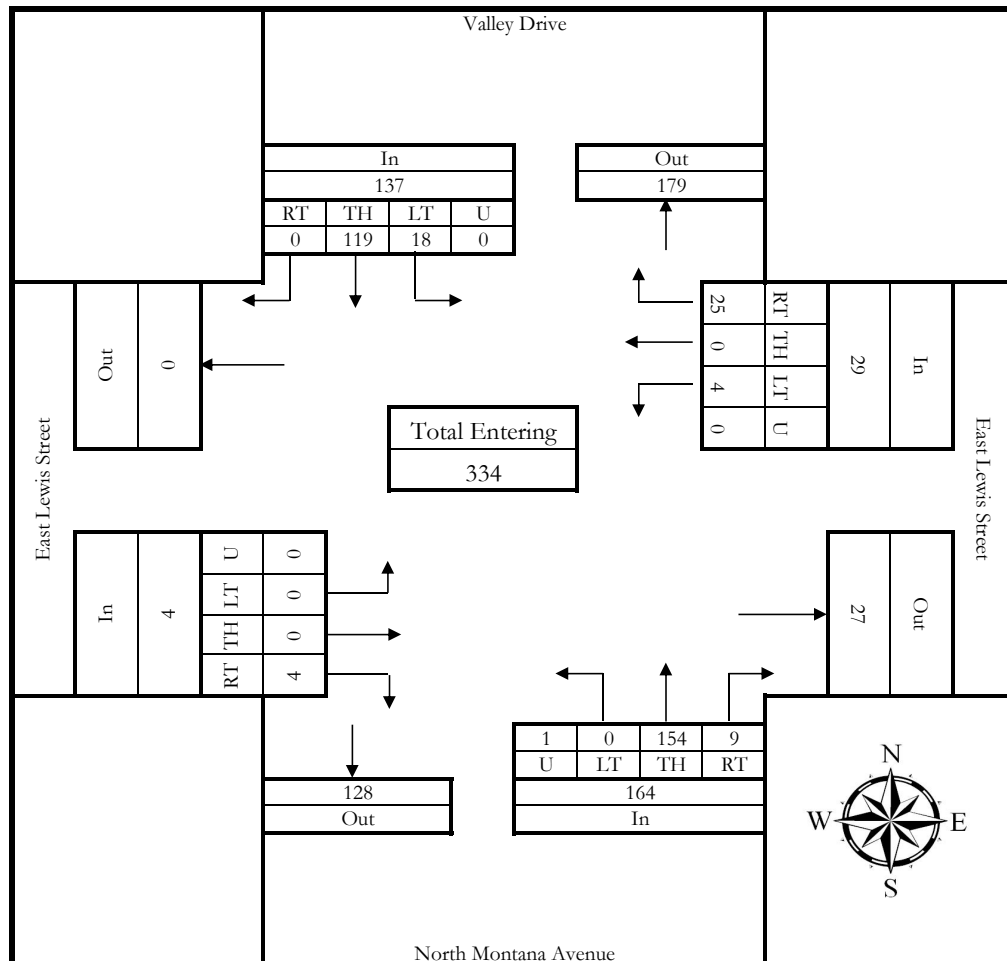 Valley Drive
In
137
RT TH LT U
0 119 18 0
Out
179
Out 0
25 RT
0 TH
4 LT
0 U
29 In
East Lewis Street
East Lewis Street
Total Entering
334
In 4
U 0
LT 0
TH 0
RT 4
27 Out
1 0 154 9
U LT TH RT
164
In
128
Out
N
W E
S
North Montana Avenue